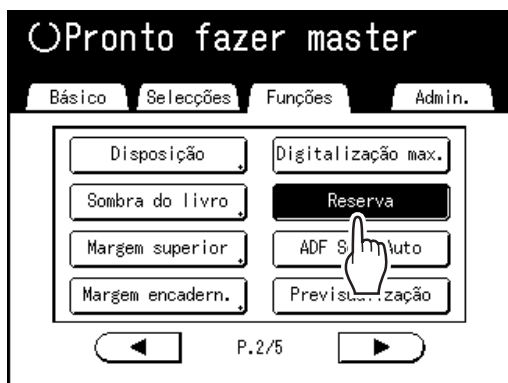 Pronto fazer master
Básico Selecções Funções Admin.
Disposição Digitalização max.
Sombra do livro Reserva
Margem superior ADF Auto
Margem encadern.
P.2/5